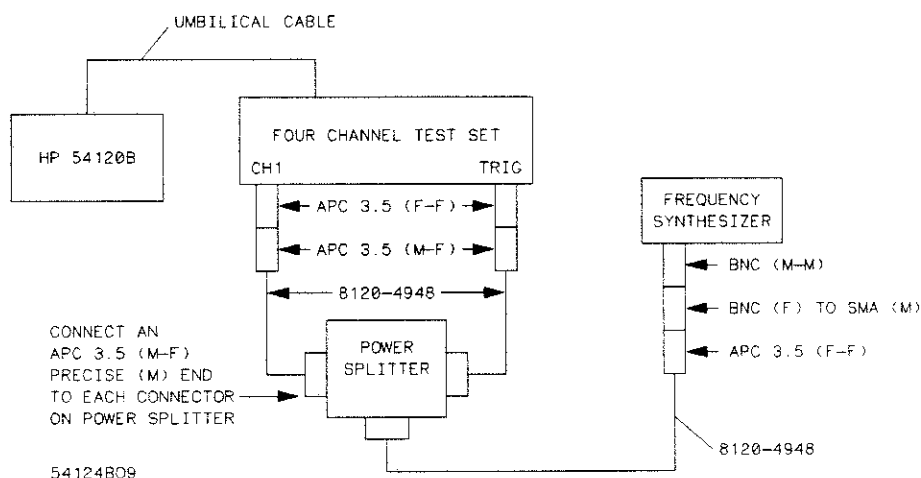 UMBILICAL CABLE
HP 54120B
FOUR CHANNEL TEST SET
CH1
TRIG
APC 3.5 (F-F)
APC 3.5 (M-F)
8120-4948
FREQUENCY
SYNTHESIZER
BNC (M-M)
BNC (F) TO SMA (M)
APC 3.5 (F-F)
POWER
SPLITTER
CONNECT AN
APC 3.5 (M-F)
PRECISE (M) END
TO EACH CONNECTOR
ON POWER SPLITTER
8120-4948
54124B09